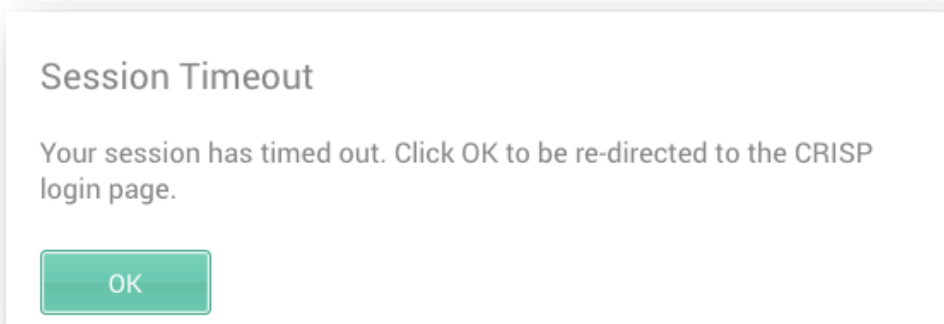 Session Timeout
Your session has timed out. Click OK to be re-directed to the CRISP
login page.
OK